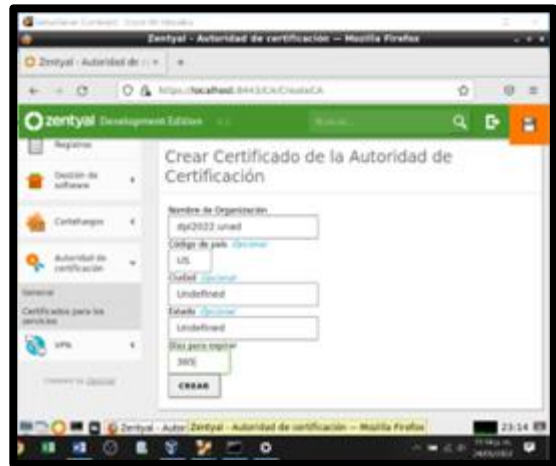 Zentyal - Autoridad de certificación — Mozilla Firefox
Zentyal - Autoridad de
https://localhost:8443/CA/CreateCA
zentyal Development Edition
Registros
Crear Certificado de la Autoridad de
Certificación
Gestión de
software
Nombre de Organización
Cortafuegos
Código de país Opcional
US
Autoridad de
certificación
Ciudad Opcional
Undefined
General
Estado Opcional
Certificados para los
servicios
Undefined
VPN
Días para expirar
365
CREAR
Zentyal - Autor
Zentyal - Autoridad de certificación — Mozilla Firefox
23:14